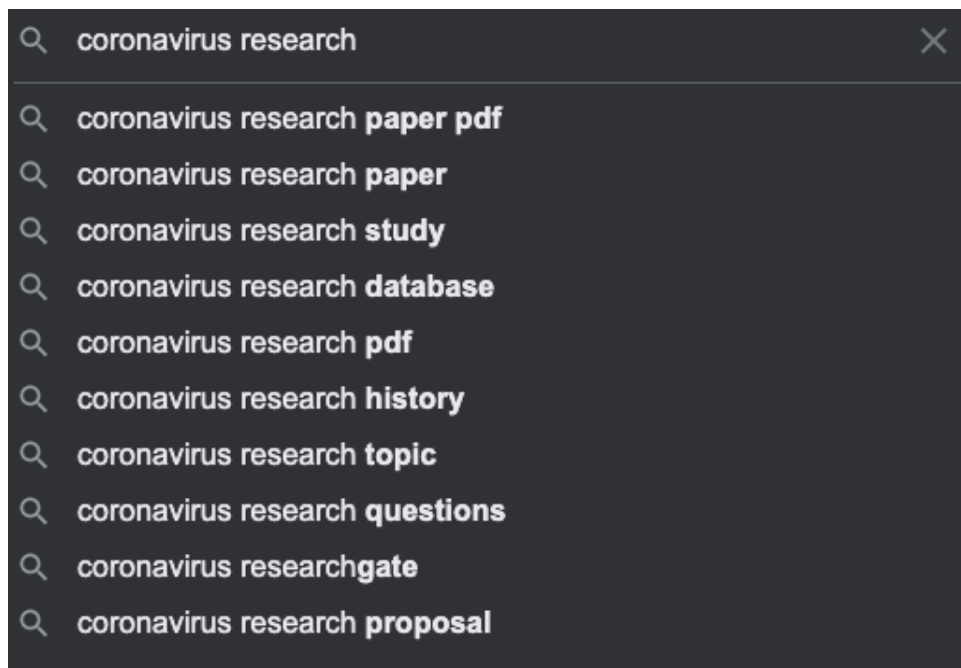 coronavirus research
coronavirus research paper pdf
coronavirus research paper
coronavirus research study
coronavirus research database
coronavirus research pdf
coronavirus research history
coronavirus research topic
coronavirus research questions
coronavirus researchgate
coronavirus research proposal